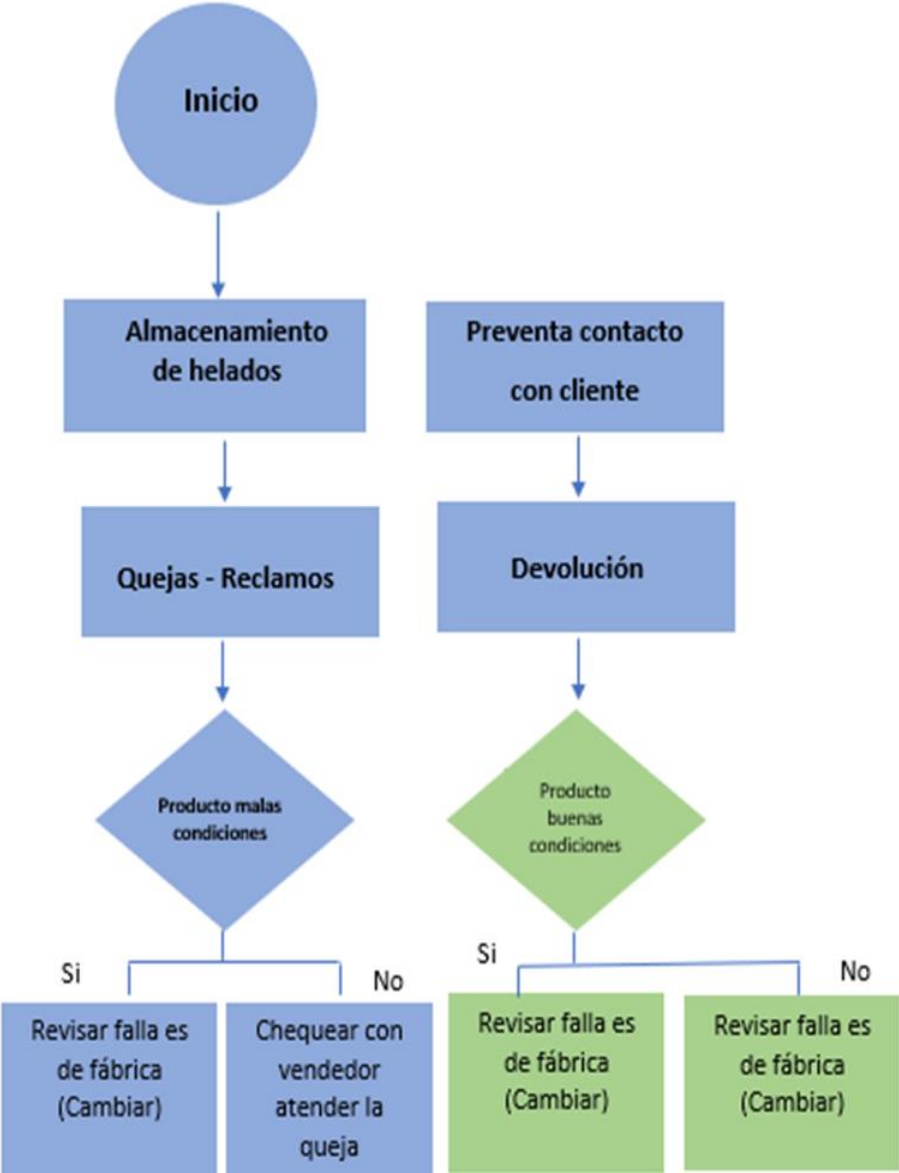 Inicio
Almacenamiento
de helados
Quejas - Reclamos
Producto malas
condiciones
Si
No
Revisar falla es
de fábrica
(Cambiar)
Chequear con
vendedor
atender la
queja
Preventa contacto
con cliente
Devolución
Producto
buenas
condiciones
Si
No
Revisar falla es
de fábrica
(Cambiar)
Revisar falla es
de fábrica
(Cambiar)